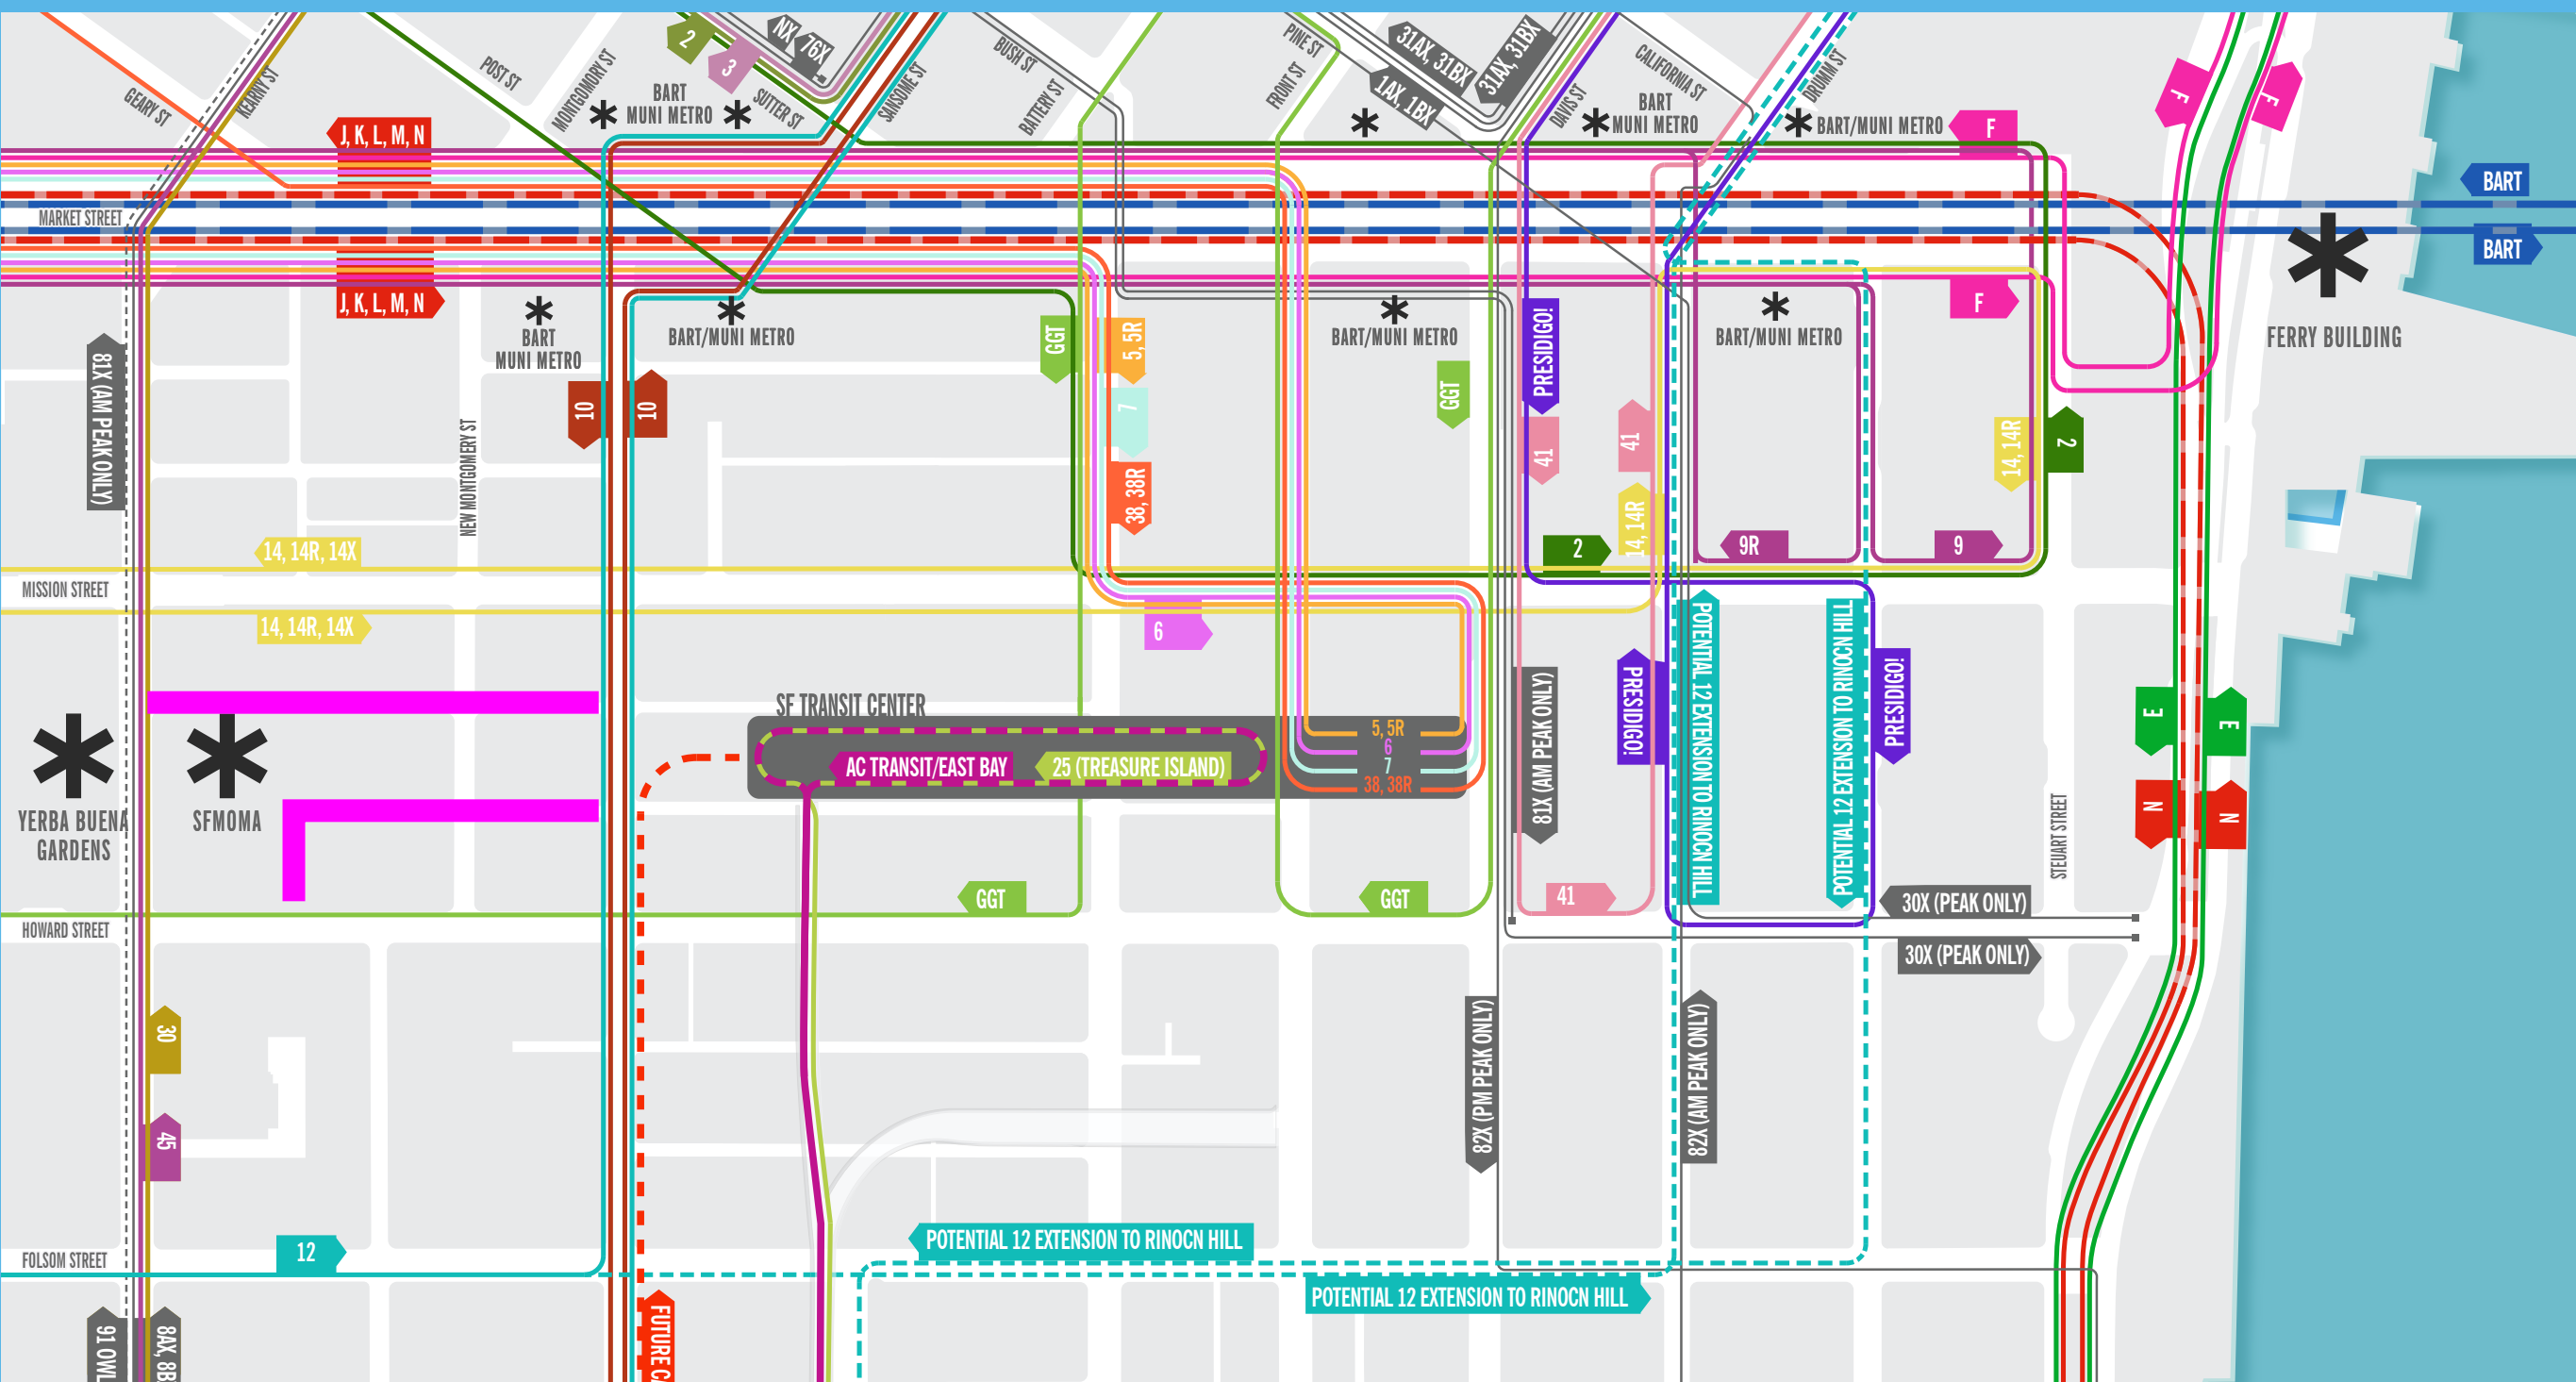 GEARY ST
KEARNY ST
POST ST
MONTGOMORY ST
2
3
NX
76X
BART
MUNI METRO
SUTTER ST
SANSOME ST
BUSH ST
BATTERY ST
FRONT ST
PINE ST
31AX, 31BX
31AX, 31BX
1AX, 1BX
DAVIS ST
CALIFORNIA ST
BART
MUNI METRO
DRUMM ST
BART/MUNI METRO
F
F
F
J, K, L, M, N
BART
MARKET STREET
BART
J, K, L, M, N
F
BART
MUNI METRO
BART/MUNI METRO
BART/MUNI METRO
BART/MUNI METRO
FERRY BUILDING
81X (AM PEAK ONLY)
NEW MONTGOMERY ST
10
10
GGT
5, 5R
7
38, 38R
GGT
PRESIDIGO!
41
41
14, 14R
14, 14R
2
14, 14R, 14X
2
9R
9
MISSION STREET
14, 14R, 14X
6
SF TRANSIT CENTER
AC TRANSIT/EAST BAY
25 (TREASURE ISLAND)
5, 5R
6
7
38, 38R
81X (AM PEAK ONLY)
PRESIDIGO!
POTENTIAL 12 EXTENSION TO RINOCN HILL
POTENTIAL 12 EXTENSION TO RINOCN HILL
PRESIDIGO!
E
E
N
N
STEUART STREET
YERBA BUENA
GARDENS
SFMOMA
GGT
GGT
41
30X (PEAK ONLY)
HOWARD STREET
30X (PEAK ONLY)
30
45
82X (PM PEAK ONLY)
82X (AM PEAK ONLY)
POTENTIAL 12 EXTENSION TO RINOCN HILL
12
FOLSOM STREET
POTENTIAL 12 EXTENSION TO RINOCN HILL
91 OWL
8AX, 8B
FUTURE C